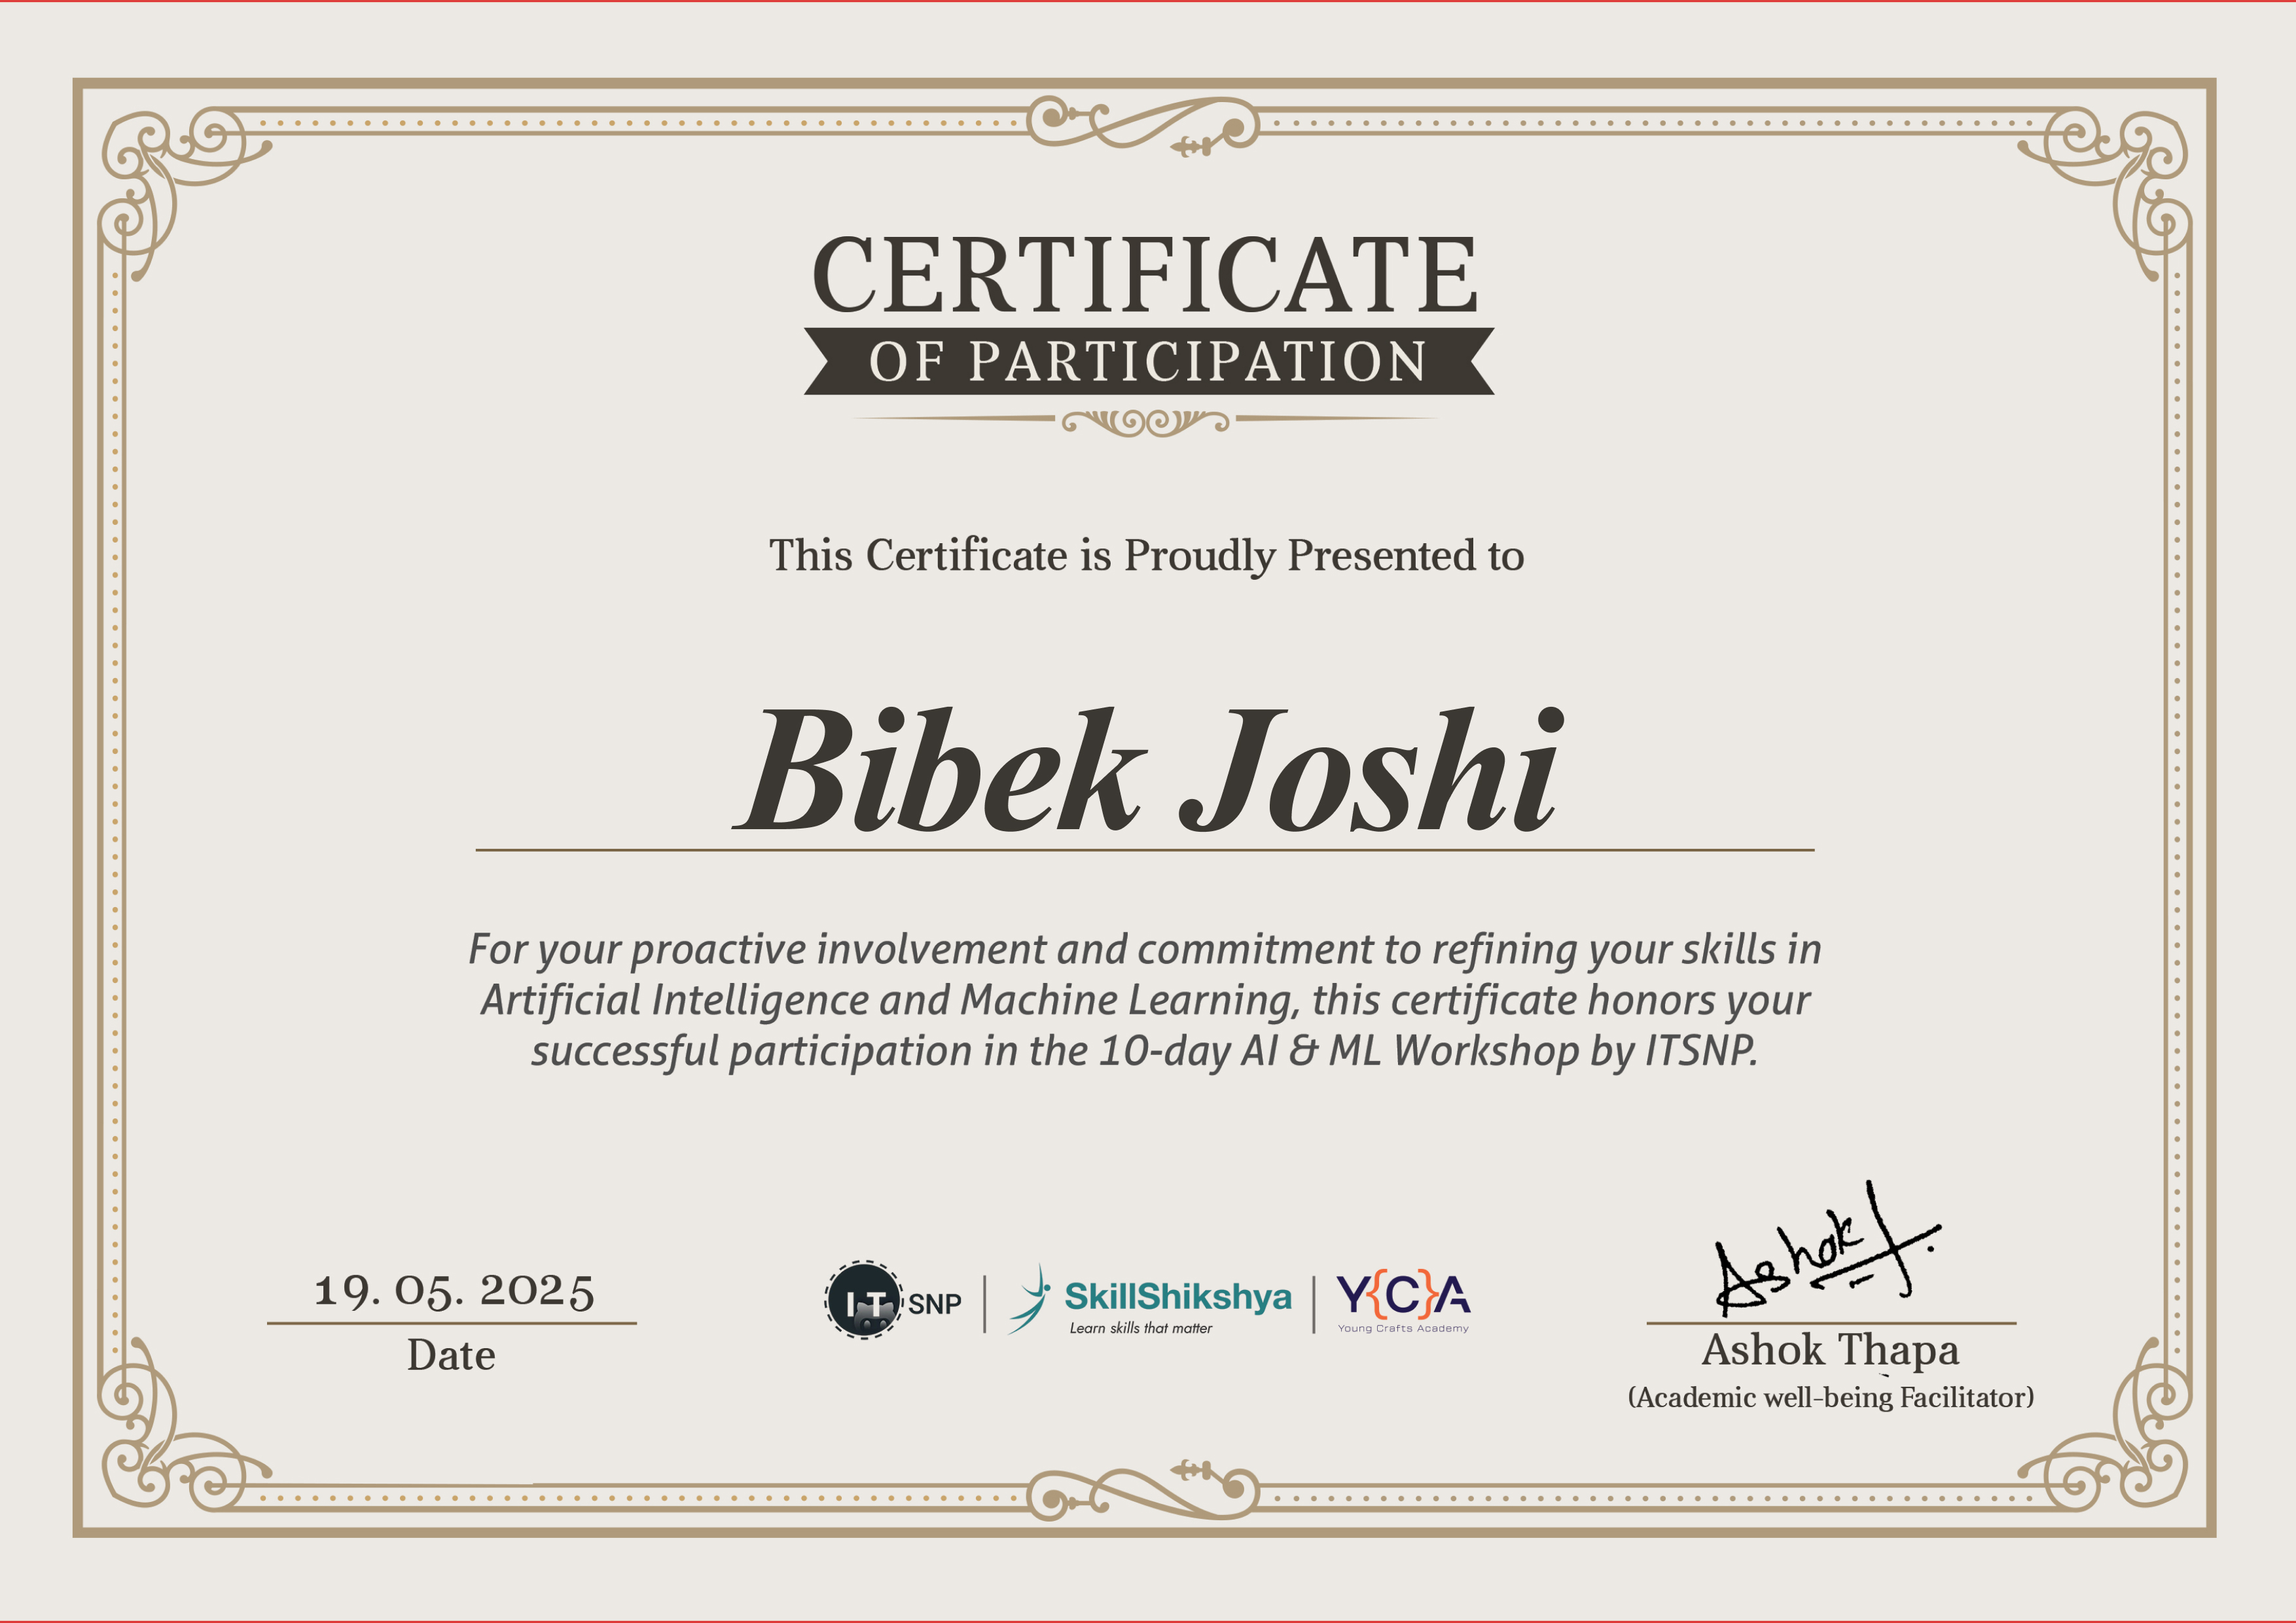 CERTIFICATE
OF PARTICIPATION
This Certificate is Proudly Presented to
Bibek Joshi
For your proactive involvement and commitment to refining your skills in
Artificial Intelligence and Machine Learning, this certificate honors your
successful participation in the 10-day AI & ML Workshop by ITSNP.
19. 05. 2025
Date
IT SNP
SkillShikshya
Learn skills that matter
Y{C}A
Young Crafts Academy
Ashok T.
Ashok Thapa
(Academic well-being Facilitator)